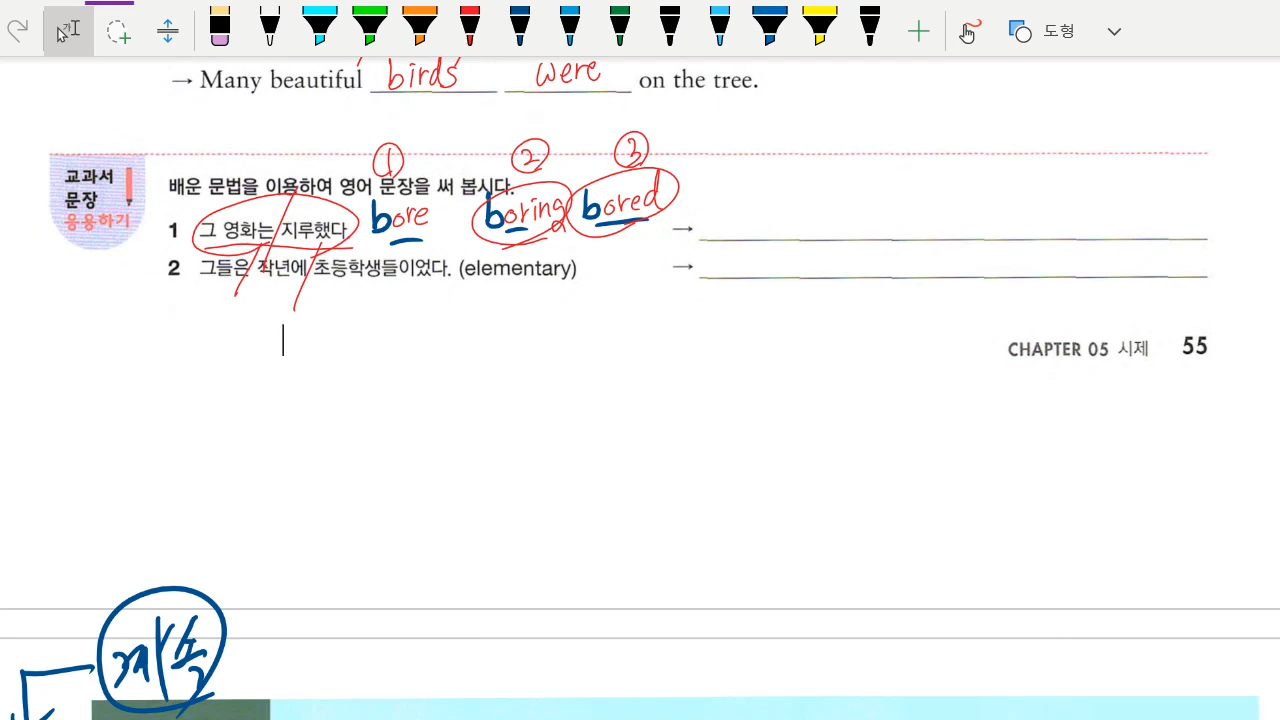 도형
→ Many beautiful birds were on the tree.
① ② ③
교과서
문장
응용하기
배운 문법을 이용하여 영어 문장을 써 봅시다.
1 그 영화는 지루했다. bore boring bored →
2 그들은 작년에 초등학생들이었다. (elementary) →
CHAPTER 05 시제 55